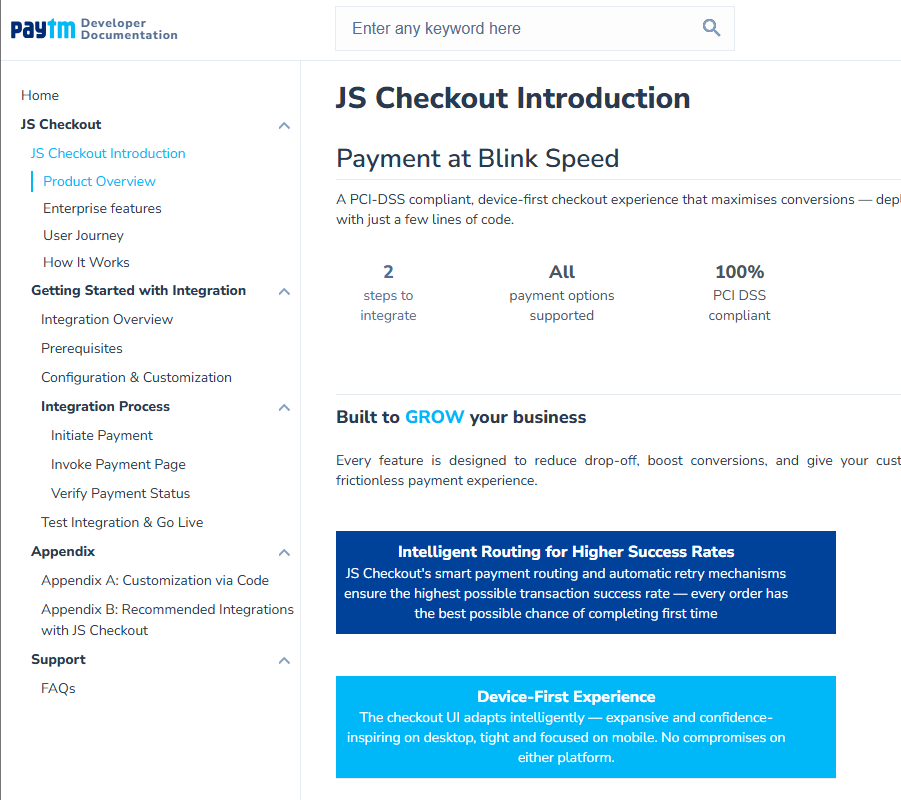 paytm Developer
Documentation
Enter any keyword here
Home
JS Checkout
JS Checkout Introduction
Product Overview
Enterprise features
User Journey
How It Works
Getting Started with Integration
Integration Overview
Prerequisites
Configuration & Customization
Integration Process
Initiate Payment
Invoke Payment Page
Verify Payment Status
Test Integration & Go Live
Appendix
Appendix A: Customization via Code
Appendix B: Recommended Integrations
with JS Checkout
Support
FAQs
JS Checkout Introduction
Payment at Blink Speed
A PCI-DSS compliant, device-first checkout experience that maximises conversions —
with just a few lines of code.
2
steps to
integrate
All
payment options
supported
100%
PCI DSS
compliant
Built to GROW your business
Every feature is designed to reduce drop-off, boost conversions, and give your
frictionless payment experience.
Intelligent Routing for Higher Success Rates
JS Checkout's smart payment routing and automatic retry mechanisms
ensure the highest possible transaction success rate — every order has
the best possible chance of completing first time
Device-First Experience
The checkout UI adapts intelligently — expansive and confidence-
inspiring on desktop, tight and focused on mobile. No compromises on
either platform.